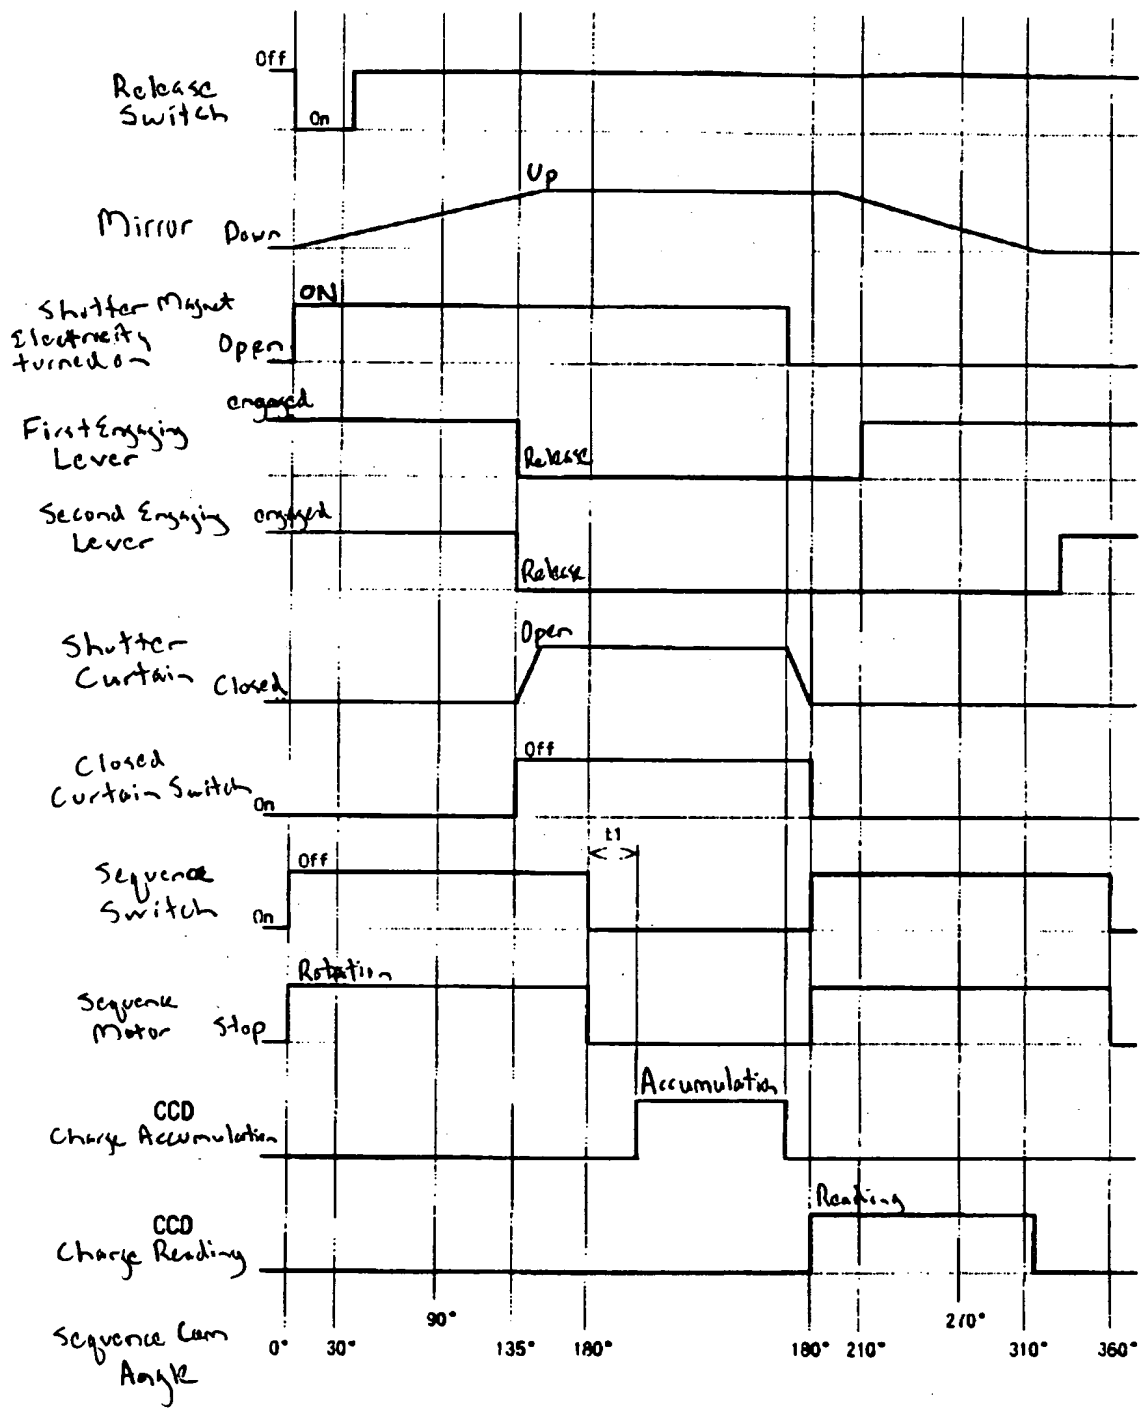 Off
Release
Switch
On
Up
Mirror Down
ON
Shutter Magnet
Electricity
turned on
Open
engaged
First Engaging
Lever
Release
Second Engaging
Lever
engaged
Release
Shutter
Curtain
Open
Closed
Closed
Curtain Switch
Off
On
t1
Sequence
Switch
Off
On
Rotation
Sequence
Motor
Stop
Accumulation
CCD
Charge Accumulation
Reading
CCD
Charge Reading
90° 270°
Sequence Cam
Angle
0° 30° 135° 180° 180° 210° 310° 360°